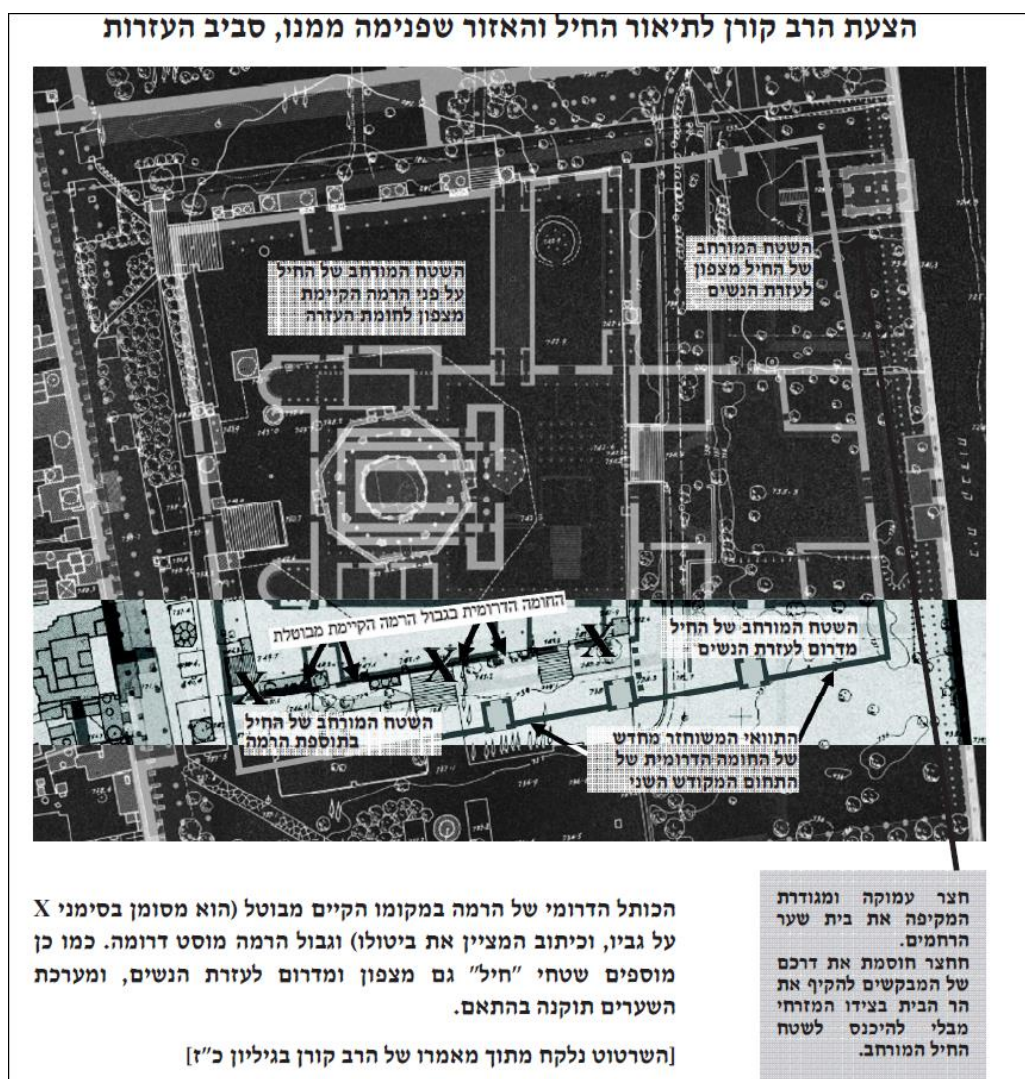 הצעת הרב קורן לתיאור החיל והאזור שפנימה ממנו, סביב העזרות
השטח המורחב
של החיל מצפון
לעזרת הנשים
השטח המורחב של החיל
על פני הרמה הקיימת
מצפון לחומת העזרה
החומה הדרומית בגבול הרמה הקיימת מבוטלת
השטח המורחב של החיל
מדרום לעזרת הנשים
השטח המורחב של החיל
בתוספת הרמה
התוואי המשוחזר מחדש
של החומה הדרומית של
התחום המקודש השני
X
X
X
בית הקברות
הכותל הדרומי של הרמה במקומו הקיים מבוטל (הוא מסומן בסימני X
על גביו, וכיתוב המציין את ביטולו) וגבול הרמה מוסט דרומה. כמו כן
מוספים שטחי "חיל" גם מצפון ומדרום לעזרת הנשים, ומערכת
השערים תוקנה בהתאם.
[השרטוט נלקח מתוך מאמרו של הרב קורן בגיליון כ"ז]
חצר עמוקה ומגודרת
המקיפה את בית שער
הרחמים.
החצר חוסמת את דרכם
של המבקשים להקיף את
הר הבית בצידו המזרחי
מבלי להיכנס לשטח
החיל המורחב.